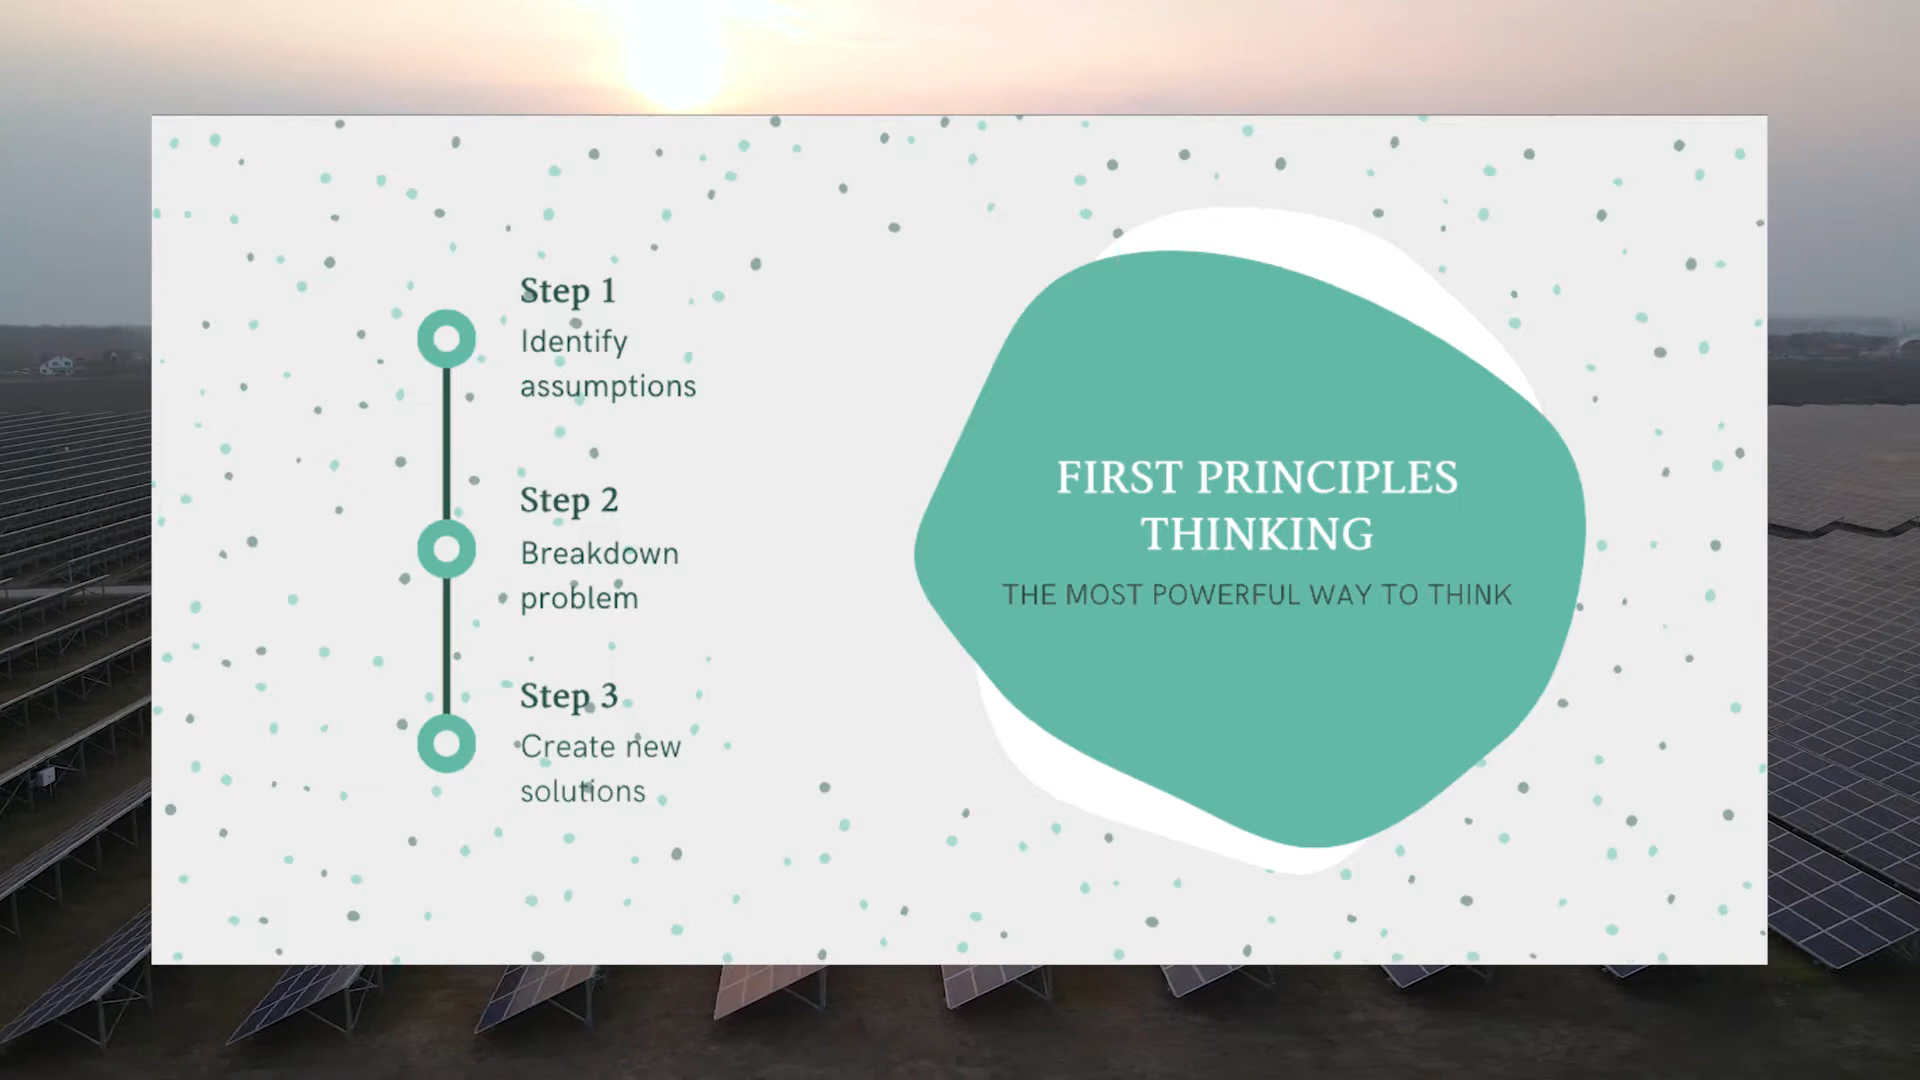 Step 1
Identify
assumptions
Step 2
Breakdown
problem
Step 3
Create new
solutions
FIRST PRINCIPLES
THINKING
THE MOST POWERFUL WAY TO THINK